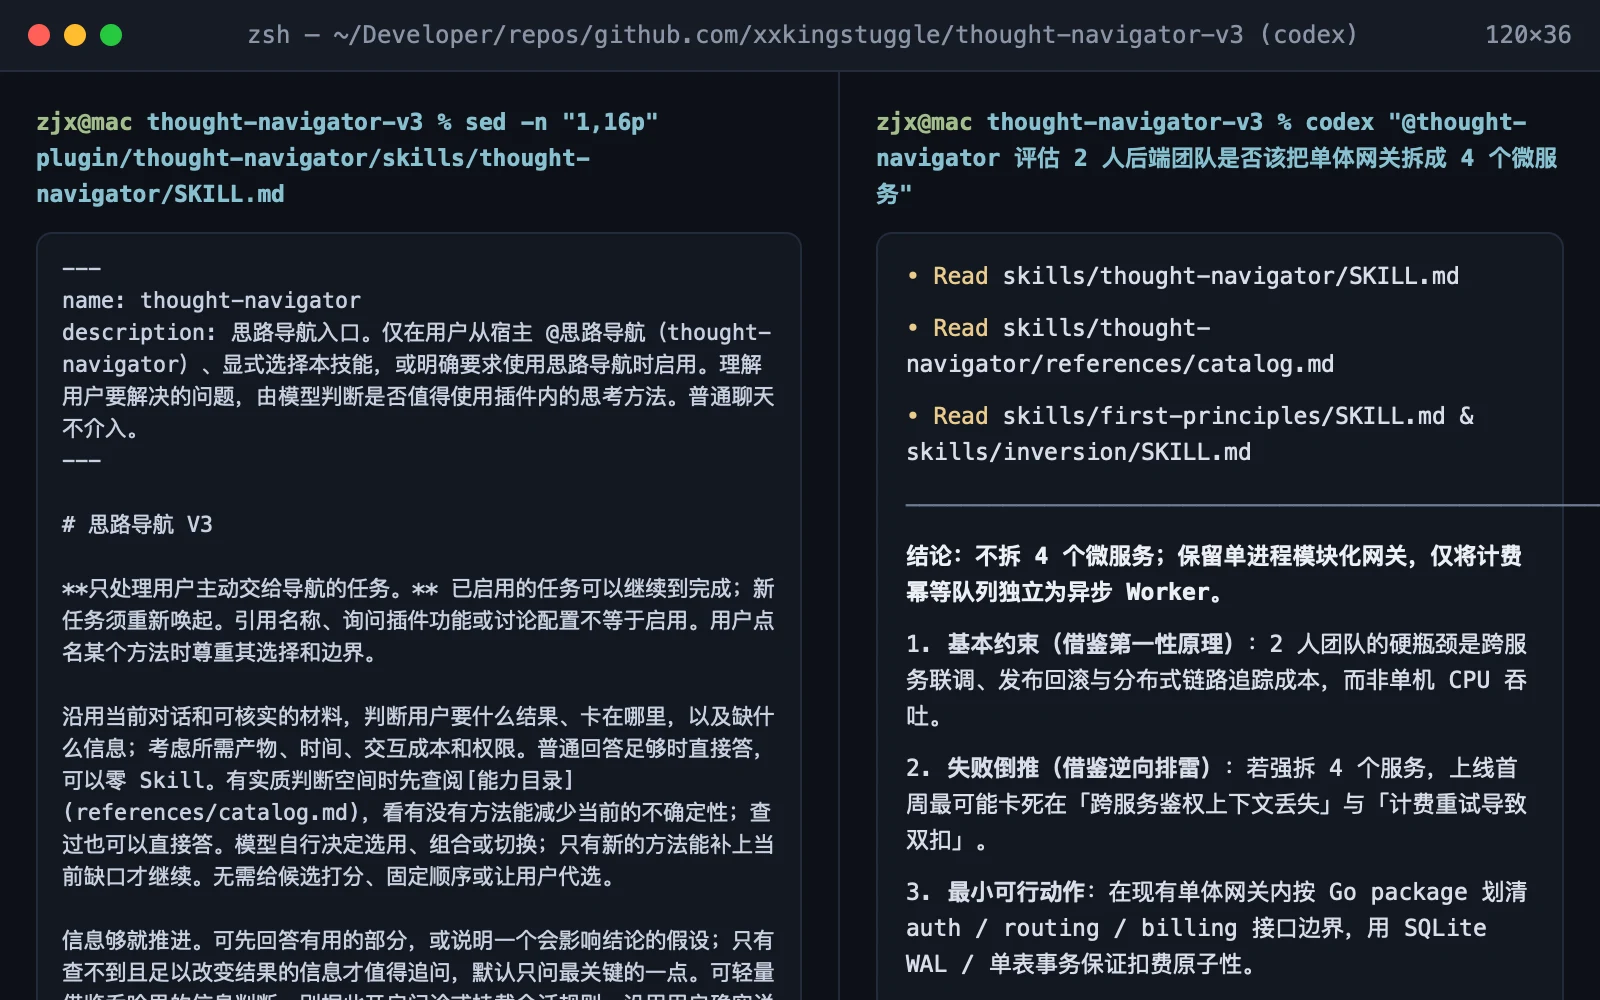 zsh — ~/Developer/repos/github.com/xxkingstuggle/thought-navigator-v3 (codex)
120×36
zjx@mac thought-navigator-v3 % sed -n "1,16p"
plugin/thought-navigator/skills/thought-
navigator/SKILL.md
---
name: thought-navigator
description: 思路导航入口。仅在用户从宿主 @思路导航（thought-
navigator）、显式选择本技能，或明确要求使用思路导航时启用。理解
用户要解决的问题，由模型判断是否值得使用插件内的思考方法。普通聊天
不介入。
---
# 思路导航 V3
**只处理用户主动交给导航的任务。** 已启用的任务可以继续到完成；新
任务须重新唤起。引用名称、询问插件功能或讨论配置不等于启用。用户点
名某个方法时尊重其选择和边界。
沿用当前对话和可核实的材料，判断用户要什么结果、卡在哪里，以及缺什
么信息；考虑所需产物、时间、交互成本和权限。普通回答足够时直接答，
可以零 Skill。有实质判断空间时先查阅[能力目录]
(references/catalog.md)，看有没有方法能减少当前的不确定性；查
过也可以直接答。模型自行决定选用、组合或切换；只有新的方法能补上当
前缺口才继续。无需给候选打分、固定顺序或让用户代选。
信息够就推进。可先回答有用的部分，或说明一个会影响结论的假设；只有
查不到且足以改变结果的信息才值得追问，默认只问最关键的一点。可轻量
zjx@mac thought-navigator-v3 % codex "@thought-
navigator 评估 2 人后端团队是否该把单体网关拆成 4 个微服
务"
• Read skills/thought-navigator/SKILL.md
• Read skills/thought-
navigator/references/catalog.md
• Read skills/first-principles/SKILL.md &
skills/inversion/SKILL.md
结论：不拆 4 个微服务；保留单进程模块化网关，仅将计费
幂等队列独立为异步 Worker。
1. 基本约束（借鉴第一性原理）：2 人团队的硬瓶颈是跨服
务联调、发布回滚与分布式链路追踪成本，而非单机 CPU 吞
吐。
2. 失败倒推（借鉴逆向排雷）：若强拆 4 个服务，上线首
周最可能卡死在「跨服务鉴权上下文丢失」与「计费重试导致
双扣」。
3. 最小可行动作：在现有单体网关内按 Go package 划清
auth / routing / billing 接口边界，用 SQLite
WAL / 单表事务保证扣费原子性。